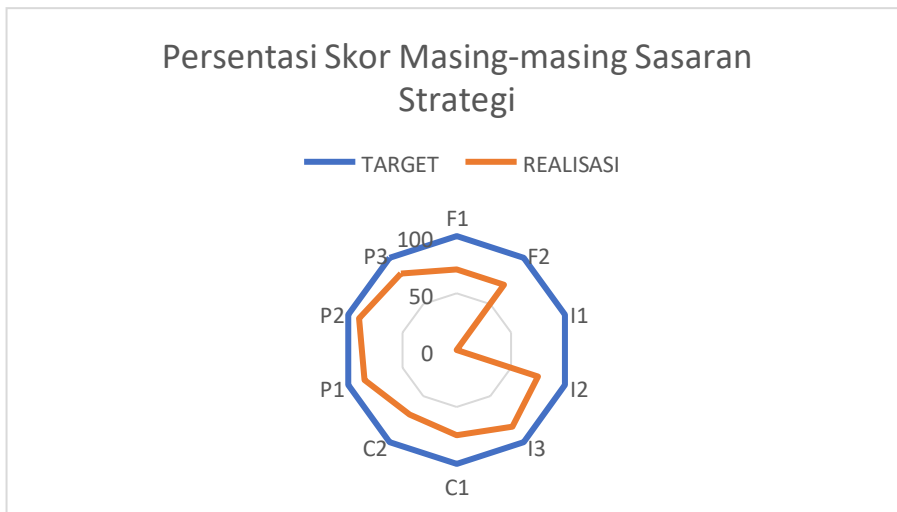 Persentasi Skor Masing-masing Sasaran
Strategi
TARGET REALISASI
F1
100
P3
F2
50
P2
I1
0
P1
I2
C2
I3
C1